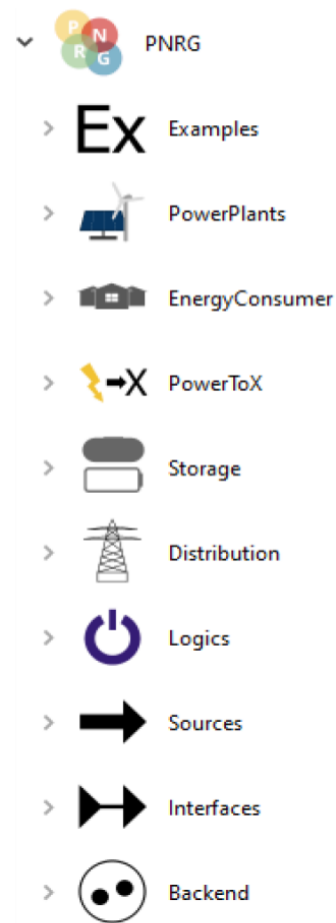 P N R G PNRG
Ex Examples
PowerPlants
EnergyConsumer
X PowerToX
Storage
Distribution
Logics
Sources
Interfaces
Backend